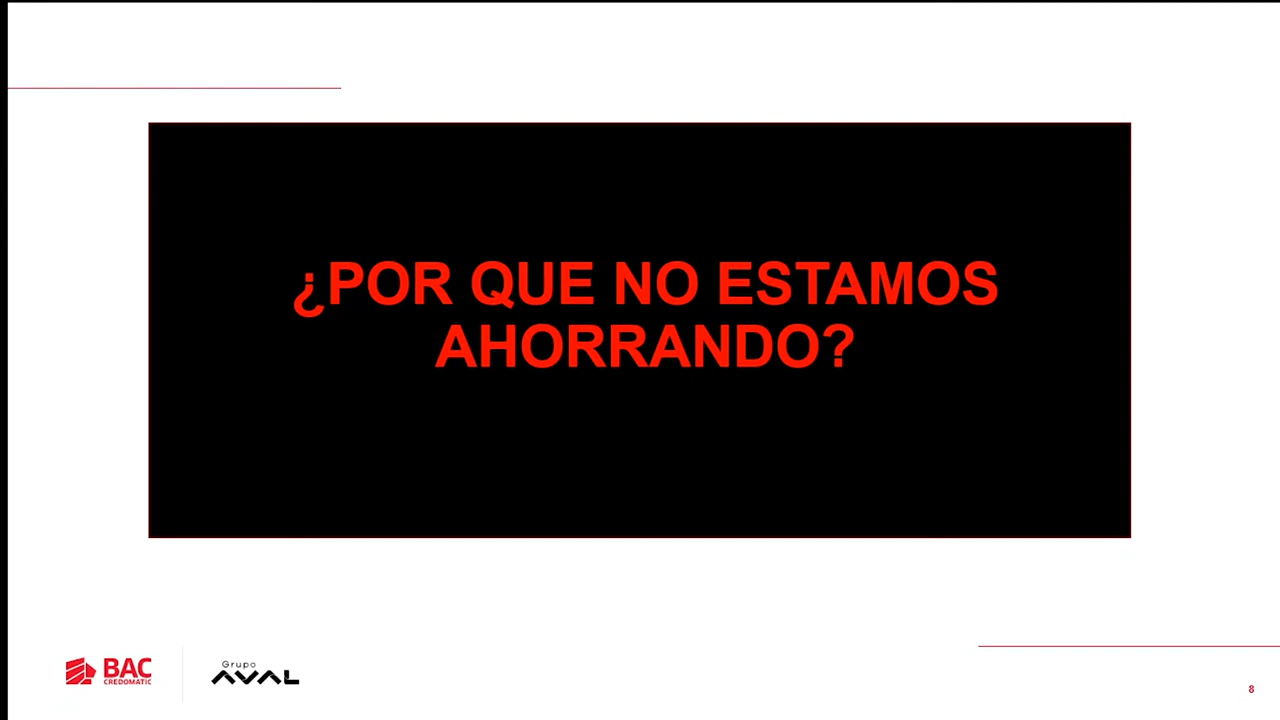 ¿POR QUE NO ESTAMOS
AHORRANDO?
BAC
CREDOMATIC
Grupo
AVAL
8